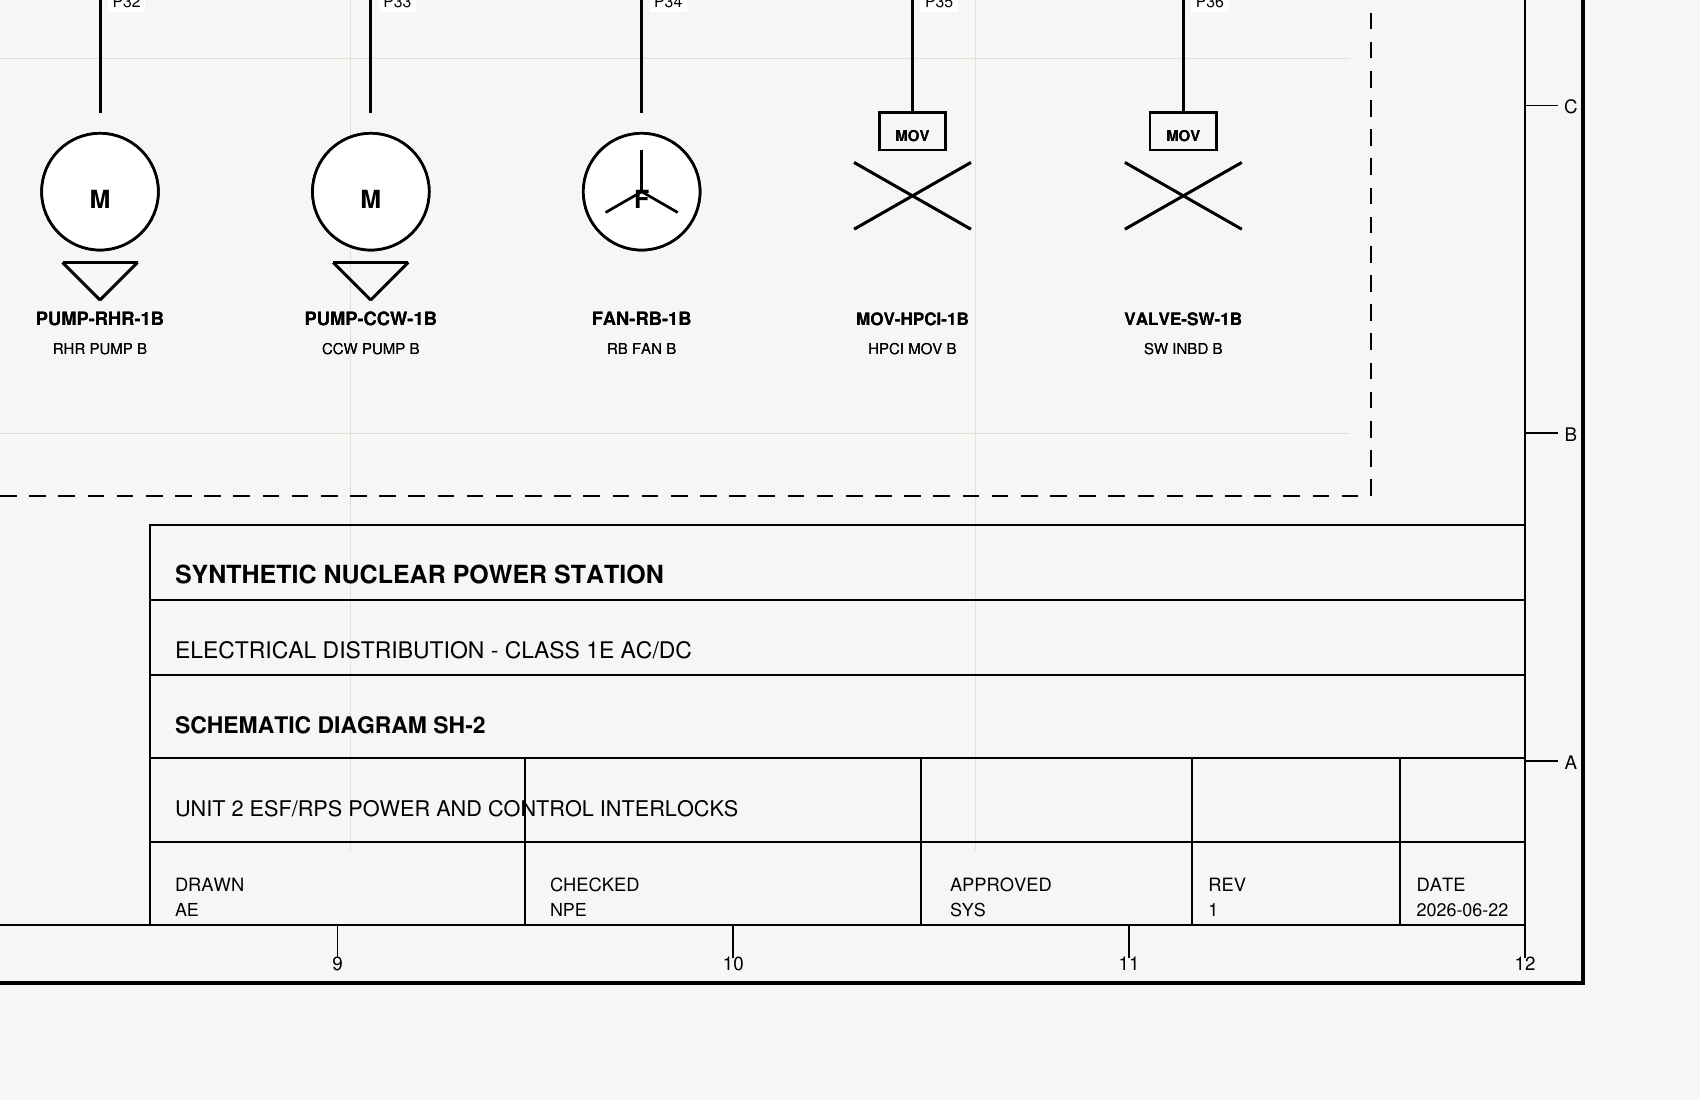 P32 P33 P34 P35 P36
C
MOV MOV
M M F
PUMP-RHR-1B PUMP-CCW-1B FAN-RB-1B MOV-HPCI-1B VALVE-SW-1B
RHR PUMP B CCW PUMP B RB FAN B HPCI MOV B SW INBD B
B
SYNTHETIC NUCLEAR POWER STATION
ELECTRICAL DISTRIBUTION - CLASS 1E AC/DC
SCHEMATIC DIAGRAM SH-2
A
UNIT 2 ESF/RPS POWER AND CONTROL INTERLOCKS
DRAWN CHECKED APPROVED REV DATE
AE NPE SYS 1 2026-06-22
9 10 11 12